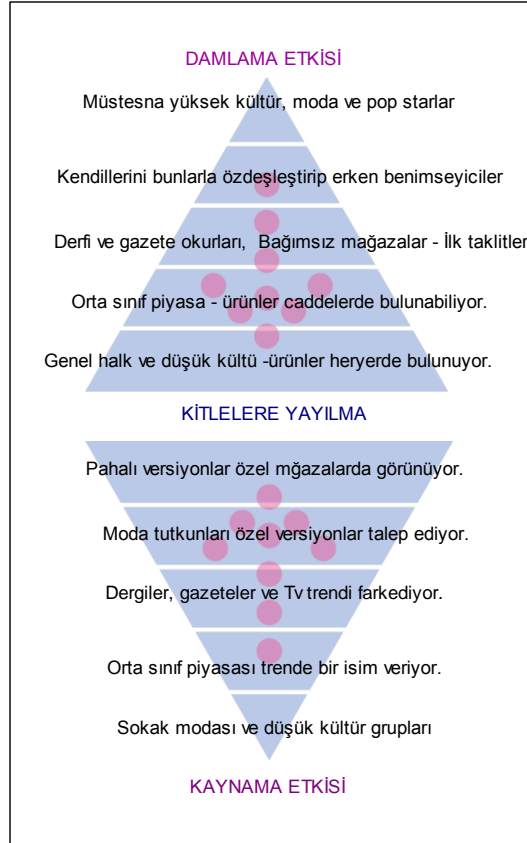 DAMLAMA ETKİSİ
Müstesna yüksek kültür, moda ve pop starlar
Kendillerini bunlarla özdeşleştirip erken benimseyiciler
Derfi ve gazete okurları, Bağımsız mağazalar - İlk taklitler
Orta sınıf piyasa - ürünler caddelerde bulunabiliyor.
Genel halk ve düşük kültü -ürünler heryerde bulunuyor.
KİTLELERE YAYILMA
Pahalı versiyonlar özel mğazalarda görünüyor.
Moda tutkunları özel versiyonlar talep ediyor.
Dergiler, gazeteler ve Tv trendi farkediyor.
Orta sınıf piyasası trende bir isim veriyor.
Sokak modası ve düşük kültür grupları
KAYNAMA ETKİSİ